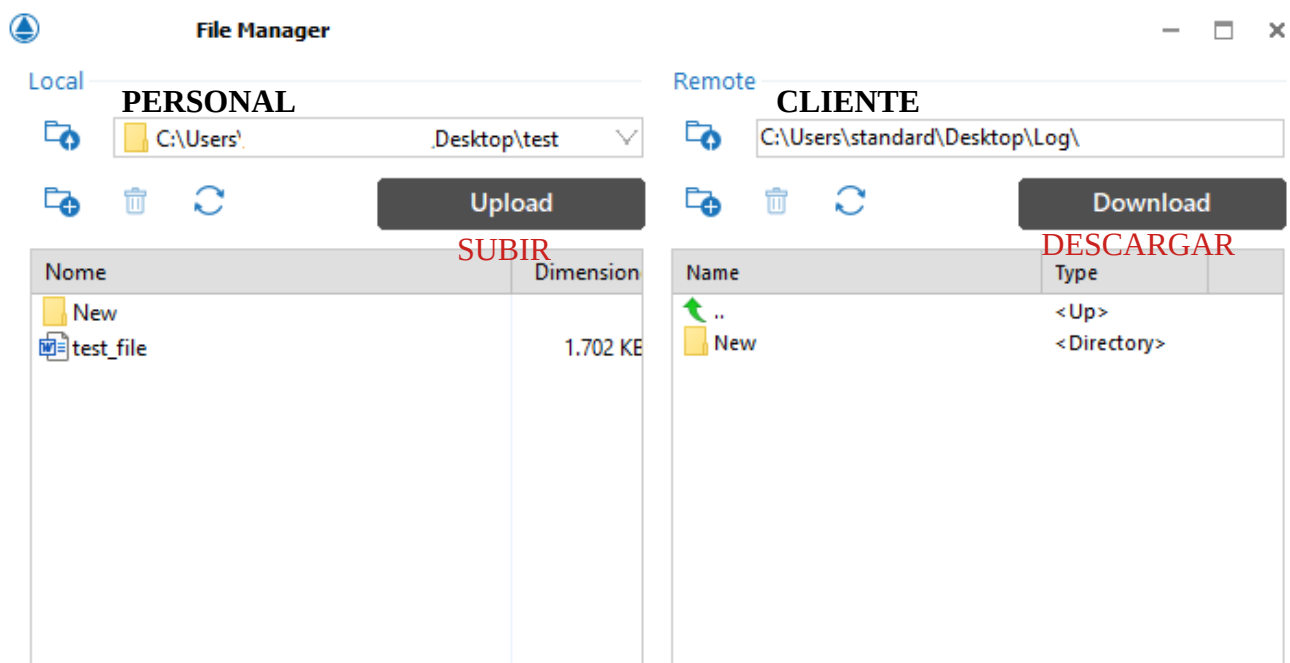 File Manager
Local
PERSONAL
C:\Users\ Desktop\test
Upload
SUBIR
Nome Dimension
New
test_file 1.702 KB
Remote
CLIENTE
C:\Users\standard\Desktop\Log\
Download
DESCARGAR
Name Type
.. <Up>
New <Directory>